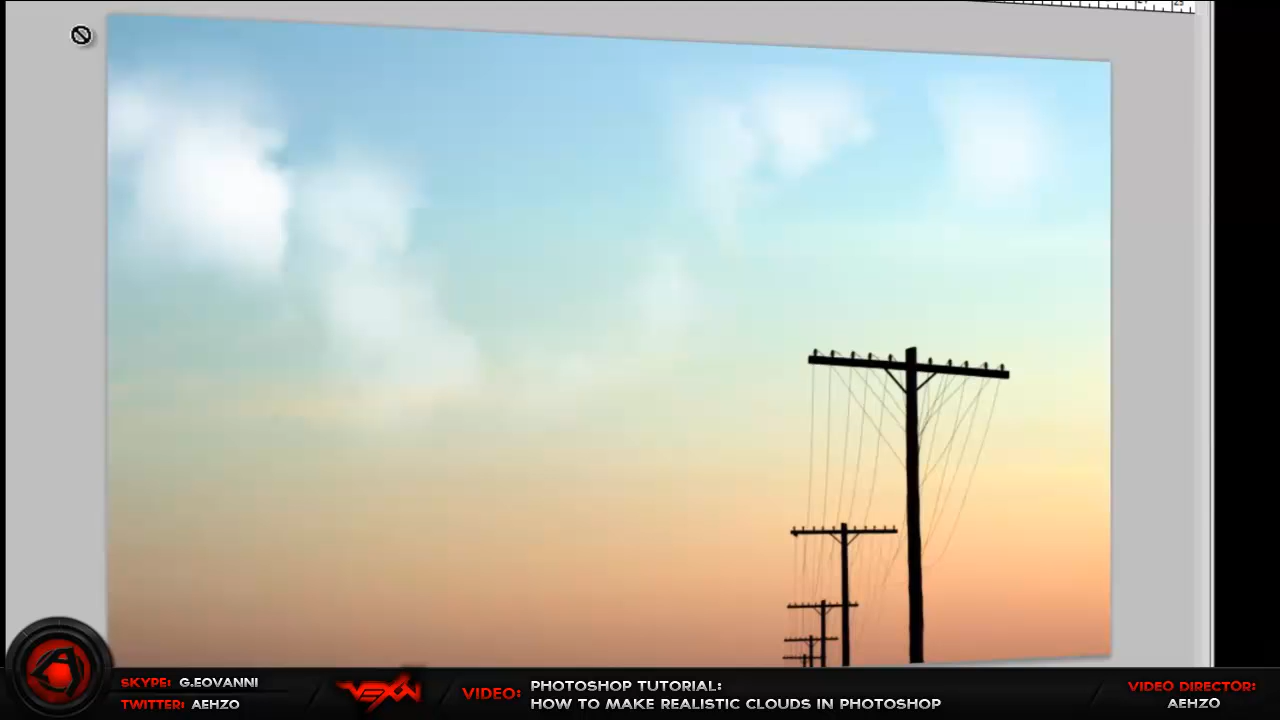 SKYPE: G.EOVANNI
TWITTER: AEHZO
VEXN
VIDEO: PHOTOSHOP TUTORIAL:
HOW TO MAKE REALISTIC CLOUDS IN PHOTOSHOP
VIDEO DIRECTOR:
AEHZO